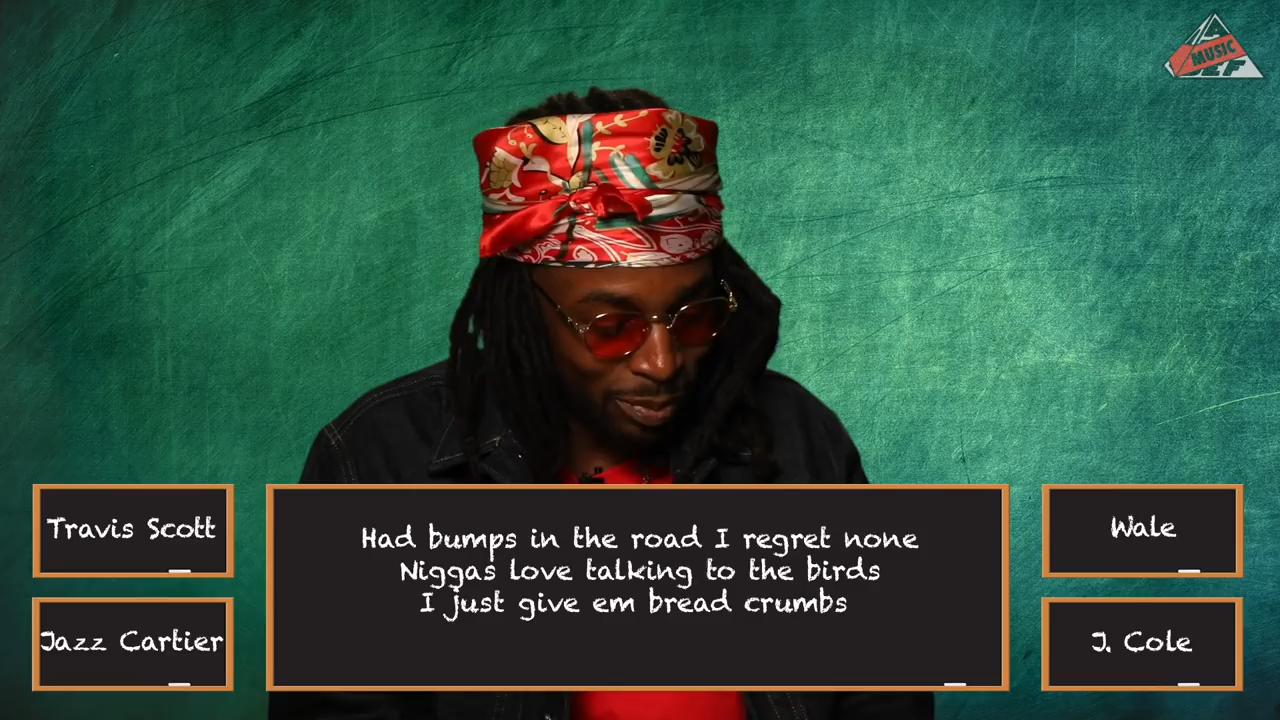 MUSIC
Travis Scott
Jazz Cartier
Had bumps in the road I regret none
Niggas love talking to the birds
I just give em bread crumbs
Wale
J. Cole